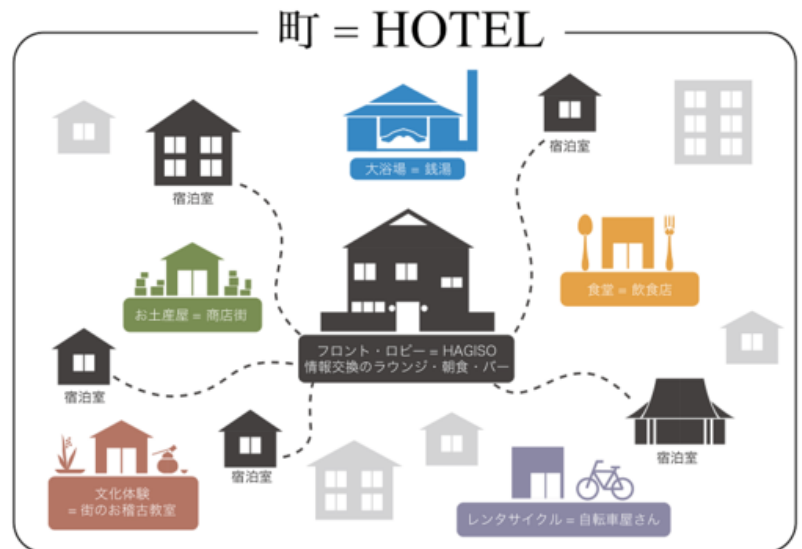 町 = HOTEL
宿泊室
大浴場 = 銭湯
宿泊室
お土産屋 = 商店街
食堂 = 飲食店
フロント・ロビー = HAGISO
情報交換のラウンジ・朝食・バー
宿泊室
宿泊室
宿泊室
文化体験
= 街のお稽古教室
レンタサイクル = 自転車屋さん